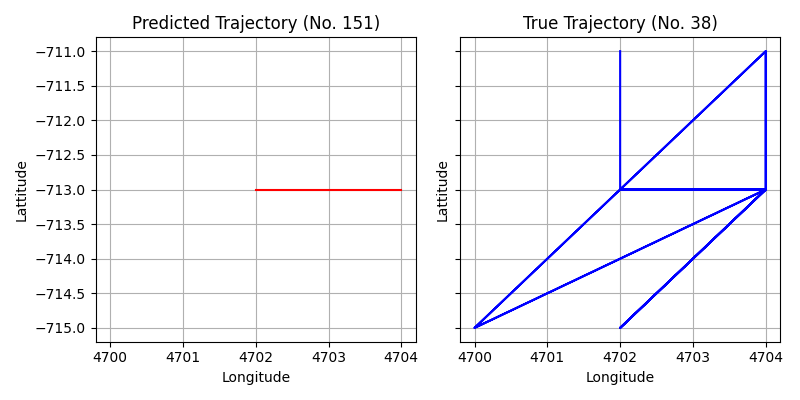 Predicted Trajectory (No. 151)
True Trajectory (No. 38)
Lattitude
−711.0
−711.5
−712.0
−712.5
−713.0
−713.5
−714.0
−714.5
−715.0
4700 4701 4702 4703 4704
Longitude
Lattitude
4700 4701 4702 4703 4704
Longitude